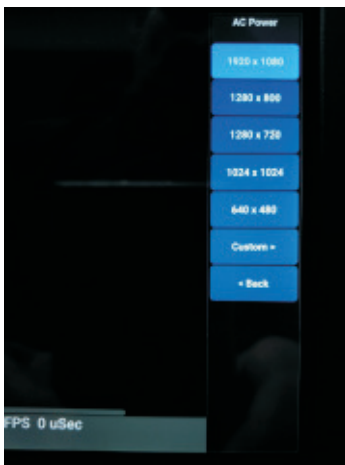 AC Power
1920 x 1080
1280 x 800
1280 x 720
1024 x 1024
640 x 480
Custom >
< Back
FPS 0 uSec